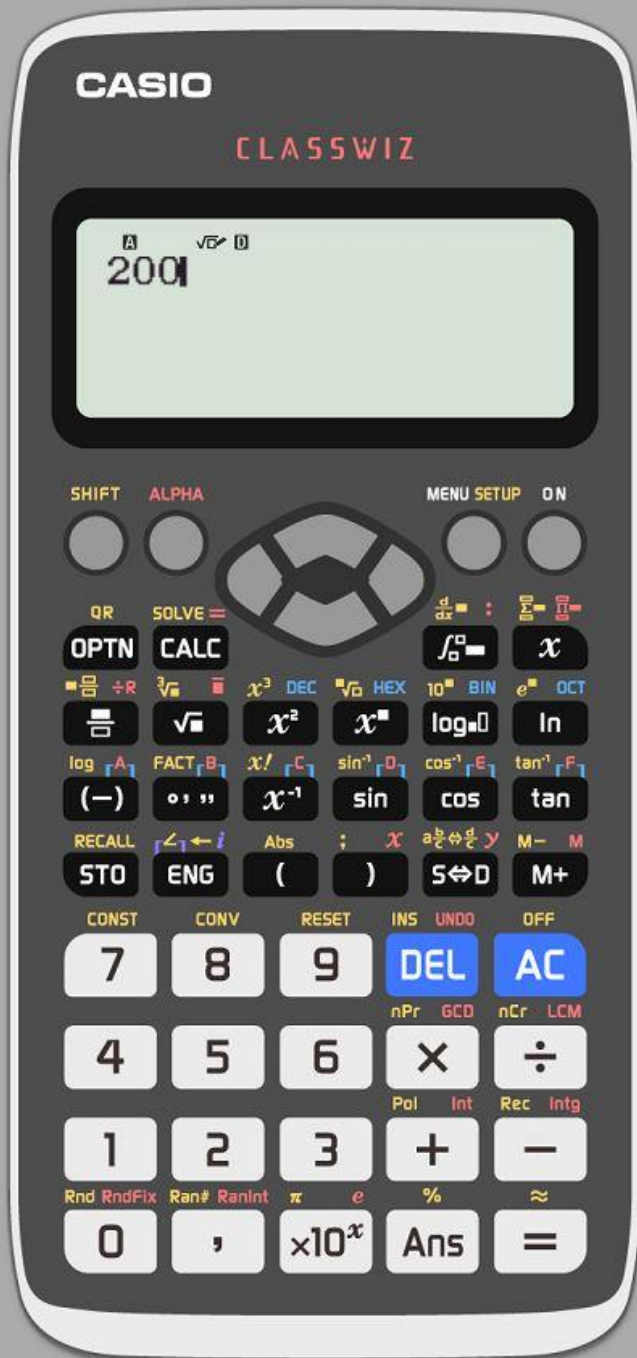 CASIO
CLASSWIZ
A √□ D
200
SHIFT ALPHA MENU SETUP ON
QR SOLVE = d/dx■ : Σ■ Π■
OPTN CALC ∫■ x
■■/□ ÷R ³√■ x³ DEC ■√□ HEX 10■ BIN e■ OCT
■/□ √■ x² x■ log■□ ln
log A FACT B x! C sin⁻¹ D cos⁻¹ E tan⁻¹ F
(−) ° ’ ” x⁻¹ sin cos tan
RECALL ∠ ← i Abs ; x a b/c⇔d/c y M− M
STO ENG ( ) S⇔D M+
CONST CONV RESET INS UNDO OFF
7 8 9 DEL AC
nPr GCD nCr LCM
4 5 6 × ÷
Pol Int Rec Intg
1 2 3 + −
Rnd RndFix Ran# RanInt π e % ≈
0 , ×10ˣ Ans =